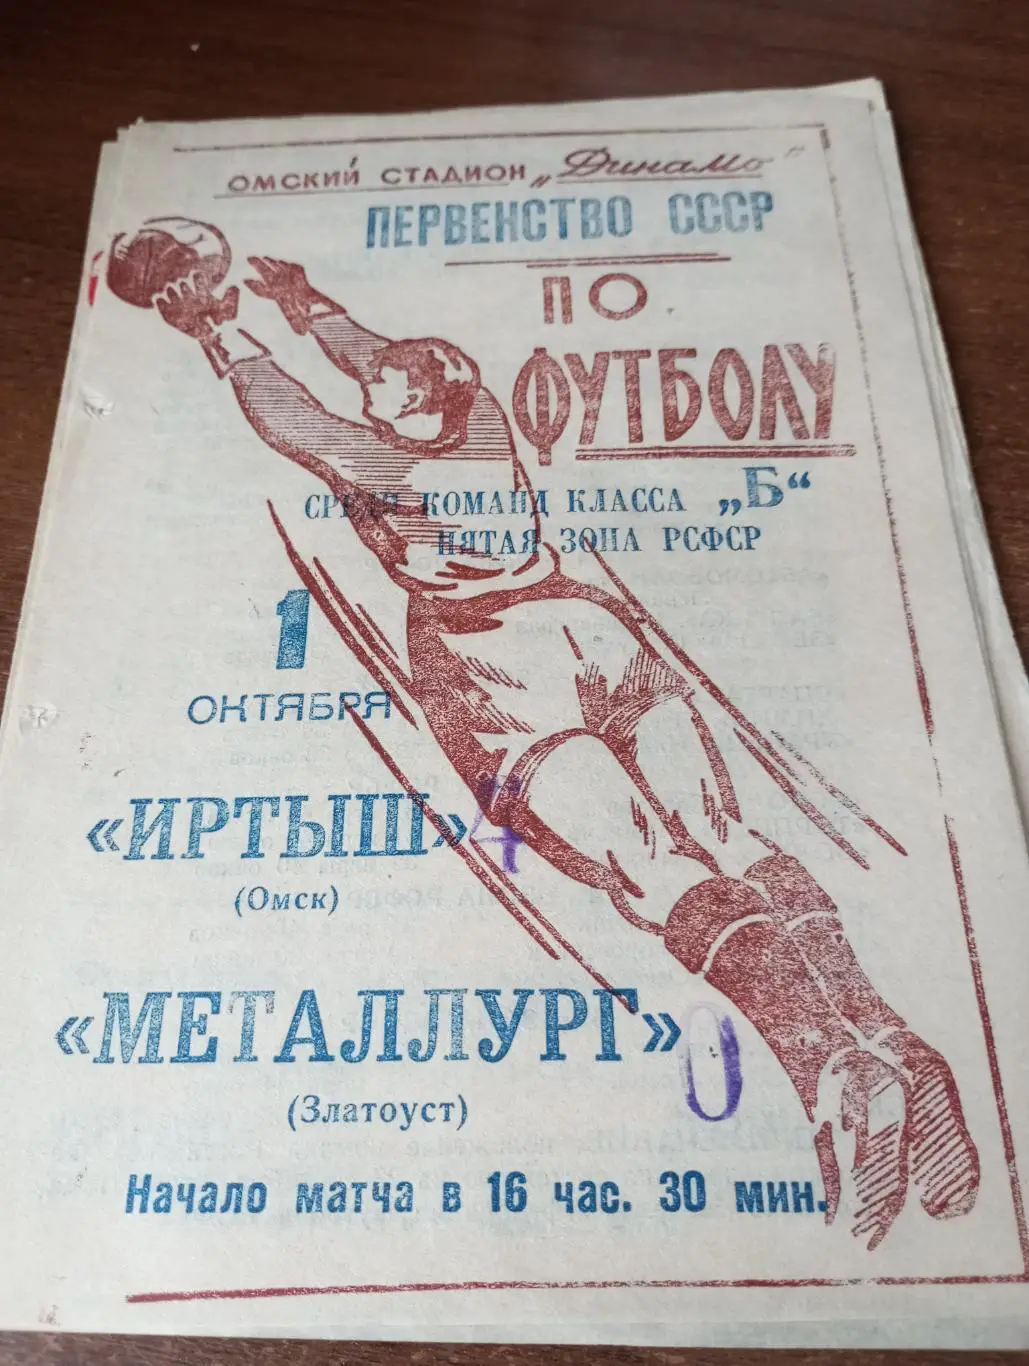 ОМСКИЙ СТАДИОН „Динамо"
ПЕРВЕНСТВО СССР
ПО
ФУТБОЛУ
СРЕДИ КОМАНД КЛАССА „Б“
ПЯТАЯ ЗОНА РСФСР
1
ОКТЯБРЯ
«ИРТЫШ» 4
(Омск)
«МЕТАЛЛУРГ» 0
(Златоуст)
Начало матча в 16 час. 30 мин.